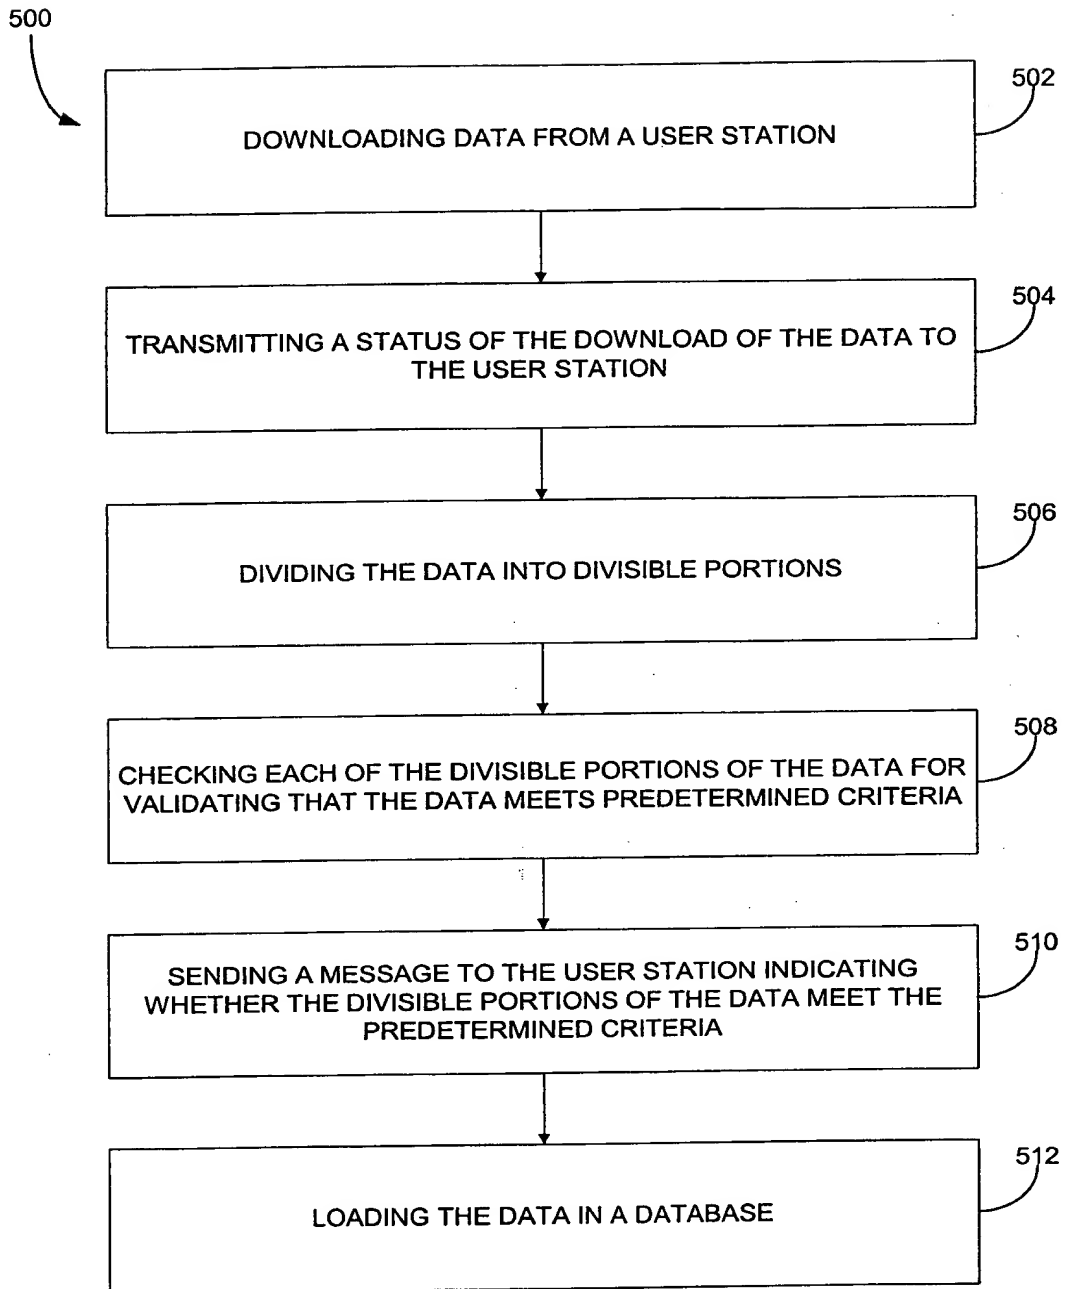 500
502
DOWNLOADING DATA FROM A USER STATION
504
TRANSMITTING A STATUS OF THE DOWNLOAD OF THE DATA TO
THE USER STATION
506
DIVIDING THE DATA INTO DIVISIBLE PORTIONS
508
CHECKING EACH OF THE DIVISIBLE PORTIONS OF THE DATA FOR
VALIDATING THAT THE DATA MEETS PREDETERMINED CRITERIA
510
SENDING A MESSAGE TO THE USER STATION INDICATING
WHETHER THE DIVISIBLE PORTIONS OF THE DATA MEET THE
PREDETERMINED CRITERIA
512
LOADING THE DATA IN A DATABASE